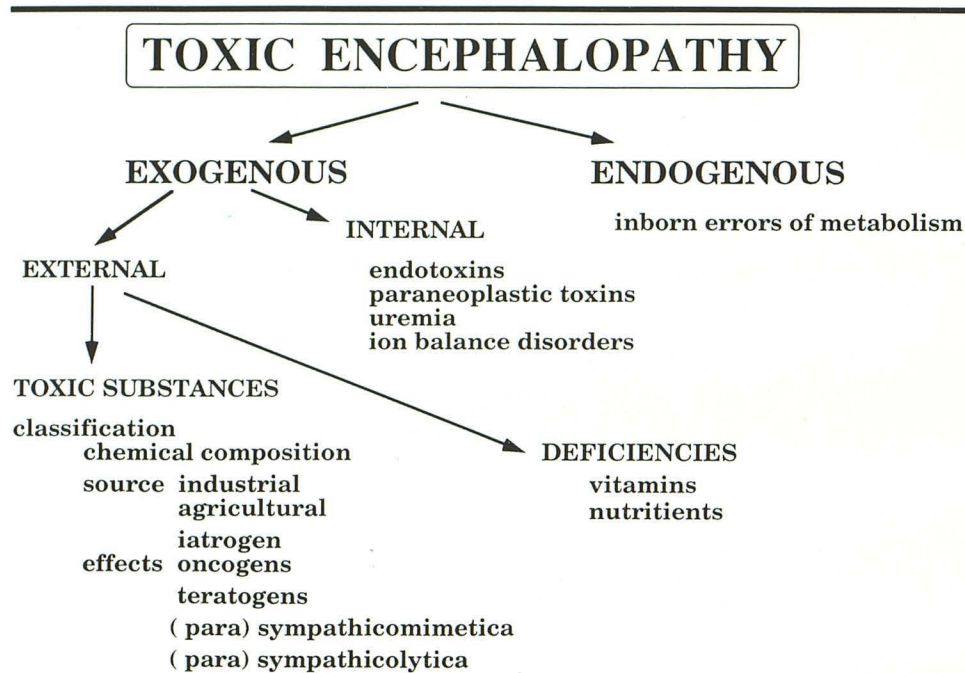 TOXIC ENCEPHALOPATHY
EXOGENOUS
ENDOGENOUS
inborn errors of metabolism
INTERNAL
endotoxins
paraneoplastic toxins
uremia
ion balance disorders
EXTERNAL
TOXIC SUBSTANCES
classification
chemical composition
source industrial
agricultural
iatrogen
effects oncogens
teratogens
( para) sympathicomimetica
( para) sympathicolytica
DEFICIENCIES
vitamins
nutritients